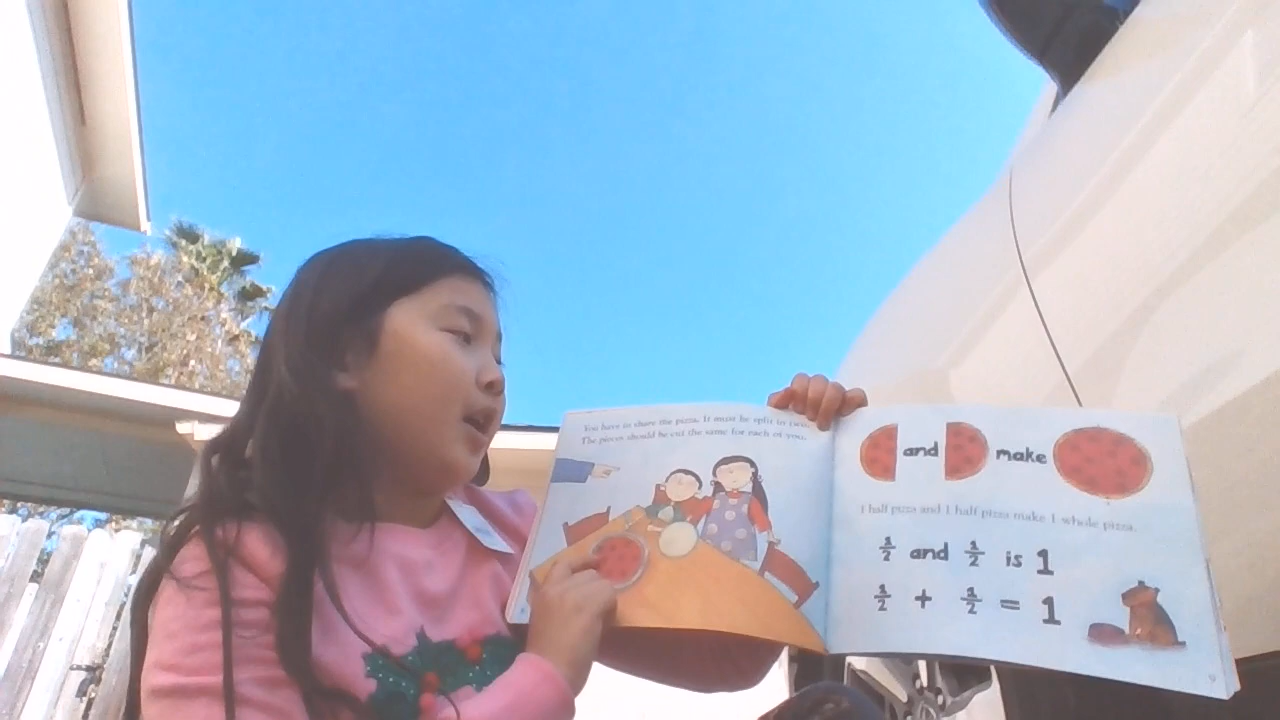 You have to share the pizza. It must be split in two.
The pieces should be cut the same for each of you.
and make
1 half pizza and 1 half pizza make 1 whole pizza.
1/2 and 1/2 is 1
1/2 + 1/2 = 1